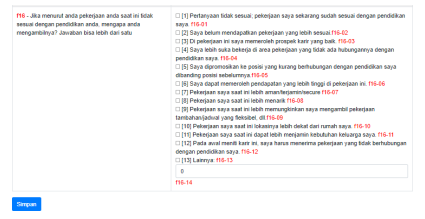 f16 - Jika menurut anda pekerjaan anda saat ini tidak
sesuai dengan pendidikan anda, mengapa anda
mengambilnya? Jawaban bisa lebih dari satu
[1] Pertanyaan tidak sesuai; pekerjaan saya sekarang sudah sesuai dengan pendidikan
saya. f16-01
[2] Saya belum mendapatkan pekerjaan yang lebih sesuai.f16-02
[3] Di pekerjaan ini saya memeroleh prospek karir yang baik. f16-03
[4] Saya lebih suka bekerja di area pekerjaan yang tidak ada hubungannya dengan
pendidikan saya. f16-04
[5] Saya dipromosikan ke posisi yang kurang berhubungan dengan pendidikan saya
dibanding posisi sebelumnya.f16-05
[6] Saya dapat memeroleh pendapatan yang lebih tinggi di pekerjaan ini. f16-06
[7] Pekerjaan saya saat ini lebih aman/terjamin/secure f16-07
[8] Pekerjaan saya saat ini lebih menarik f16-08
[9] Pekerjaan saya saat ini lebih memungkinkan saya mengambil pekerjaan
tambahan/jadwal yang fleksibel, dll.f16-09
[10] Pekerjaan saya saat ini lokasinya lebih dekat dari rumah saya. f16-10
[11] Pekerjaan saya saat ini dapat lebih menjamin kebutuhan keluarga saya. f16-11
[12] Pada awal meniti karir ini, saya harus menerima pekerjaan yang tidak berhubungan
dengan pendidikan saya. f16-12
[13] Lainnya: f16-13
0
f16-14
Simpan